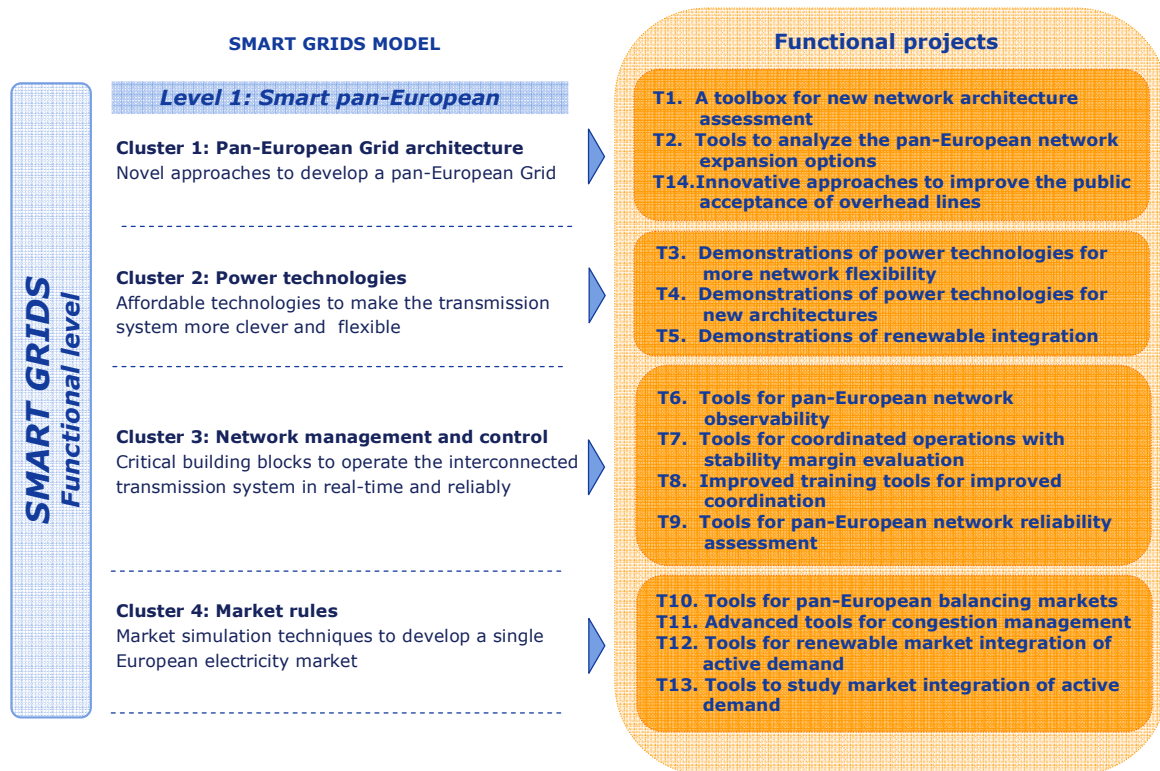 SMART GRIDS MODEL
Functional projects
SMART GRIDS
Functional level
Level 1: Smart pan-European
Cluster 1: Pan-European Grid architecture
Novel approaches to develop a pan-European Grid
T1. A toolbox for new network architecture
assessment
T2. Tools to analyze the pan-European network
expansion options
T14.Innovative approaches to improve the public
acceptance of overhead lines
Cluster 2: Power technologies
Affordable technologies to make the transmission
system more clever and flexible
T3. Demonstrations of power technologies for
more network flexibility
T4. Demonstrations of power technologies for
new architectures
T5. Demonstrations of renewable integration
Cluster 3: Network management and control
Critical building blocks to operate the interconnected
transmission system in real-time and reliably
T6. Tools for pan-European network
observability
T7. Tools for coordinated operations with
stability margin evaluation
T8. Improved training tools for improved
coordination
T9. Tools for pan-European network reliability
assessment
Cluster 4: Market rules
Market simulation techniques to develop a single
European electricity market
T10. Tools for pan-European balancing markets
T11. Advanced tools for congestion management
T12. Tools for renewable market integration of
active demand
T13. Tools to study market integration of active
demand